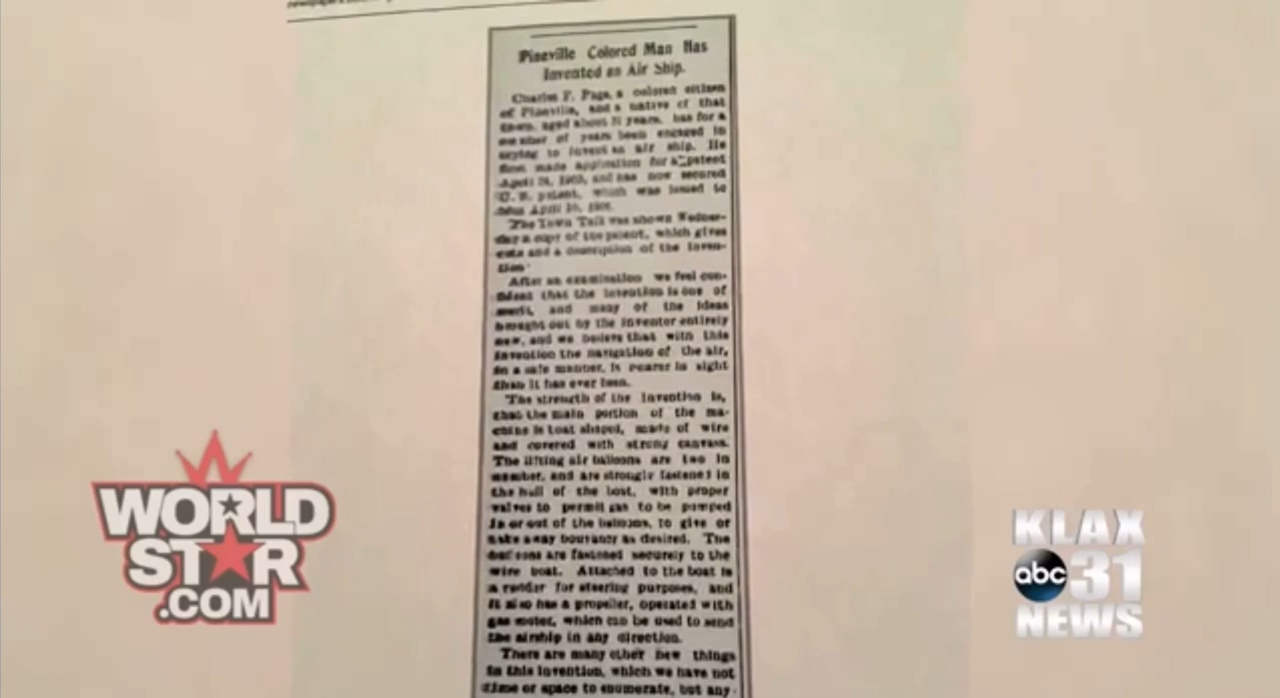 Pineville Colored Man Has
Invented an Air Ship.
Charles F. Page, a colored citizen
of Pineville, and a native of that
town, aged about years, has for a
number of years been engaged in
trying to invent an air ship. He
first made application for a patent
April 1903, and has now secured
U. S. patent, which was issued to
him April 10, 1906.
The Town Talk was shown Wednes-
day a copy of the patent, which gives
cuts and a description of the inven-
tion
After an examination we feel con-
fident that the invention is one of
merit, and many of the ideas
brought out by the inventor entirely
new, and we believe that with this
invention the navigation of the air,
in a safe manner, is nearer in sight
than it has ever been.
The strength of the invention is,
that the main portion of the ma-
chine is boat shaped, made of wire
and covered with strong canvass.
The lifting air balloons are two in
number, and are strongly fastened in
the hull of the boat, with proper
valves to permit gas to be pumped
in or out of the balloons, to give or
take away bouyancy as desired. The
balloons are fastened securely to the
wire boat. Attached to the boat is
a rudder for steering purposes, and
it also has a propeller, operated with
gas motor, which can be used to send
the airship in any direction.
There are many other new things
in this invention, which we have not
time or space to enumerate, but any-
WORLD
STAR
.COM
KLAX
abc 31
NEWS